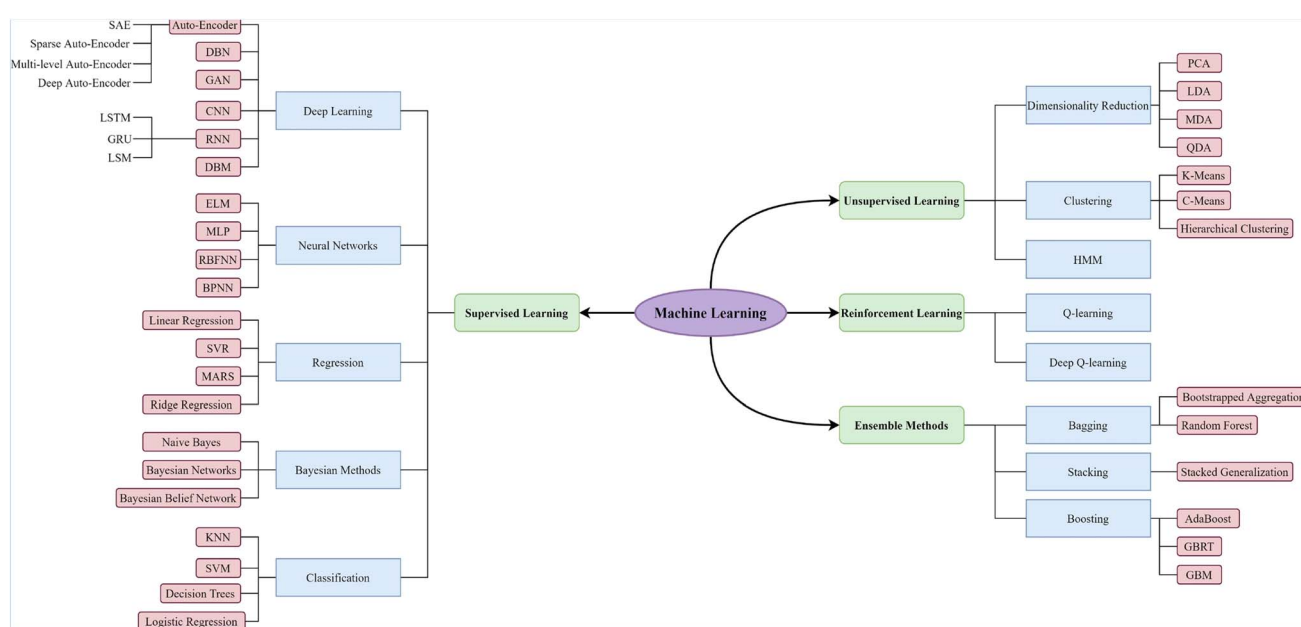 SAE
Auto-Encoder
Sparse Auto-Encoder
Multi-level Auto-Encoder
Deep Auto-Encoder
DBN
GAN
CNN
LSTM
GRU
LSM
RNN
DBM
Deep Learning
ELM
MLP
RBFNN
BPNN
Neural Networks
Linear Regression
SVR
MARS
Ridge Regression
Regression
Naive Bayes
Bayesian Networks
Bayesian Belief Network
Bayesian Methods
KNN
SVM
Decision Trees
Logistic Regression
Classification
Supervised Learning
Machine Learning
Unsupervised Learning
Dimensionality Reduction
PCA
LDA
MDA
QDA
Clustering
K-Means
C-Means
Hierarchical Clustering
HMM
Reinforcement Learning
Q-learning
Deep Q-learning
Ensemble Methods
Bagging
Bootstrapped Aggregation
Random Forest
Stacking
Stacked Generalization
Boosting
AdaBoost
GBRT
GBM